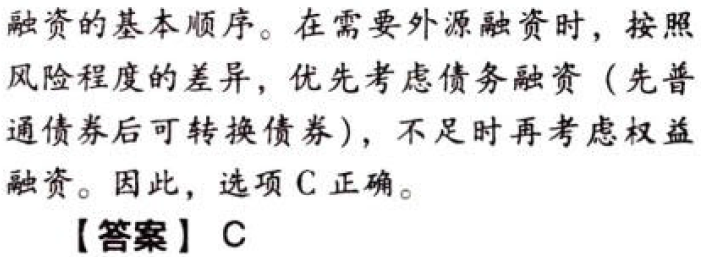 融资的基本顺序。在需要外源融资时，按照
风险程度的差异，优先考虑债务融资（先普
通债券后可转换债券），不足时再考虑权益
融资。因此，选项 C 正确。
【答案】 C